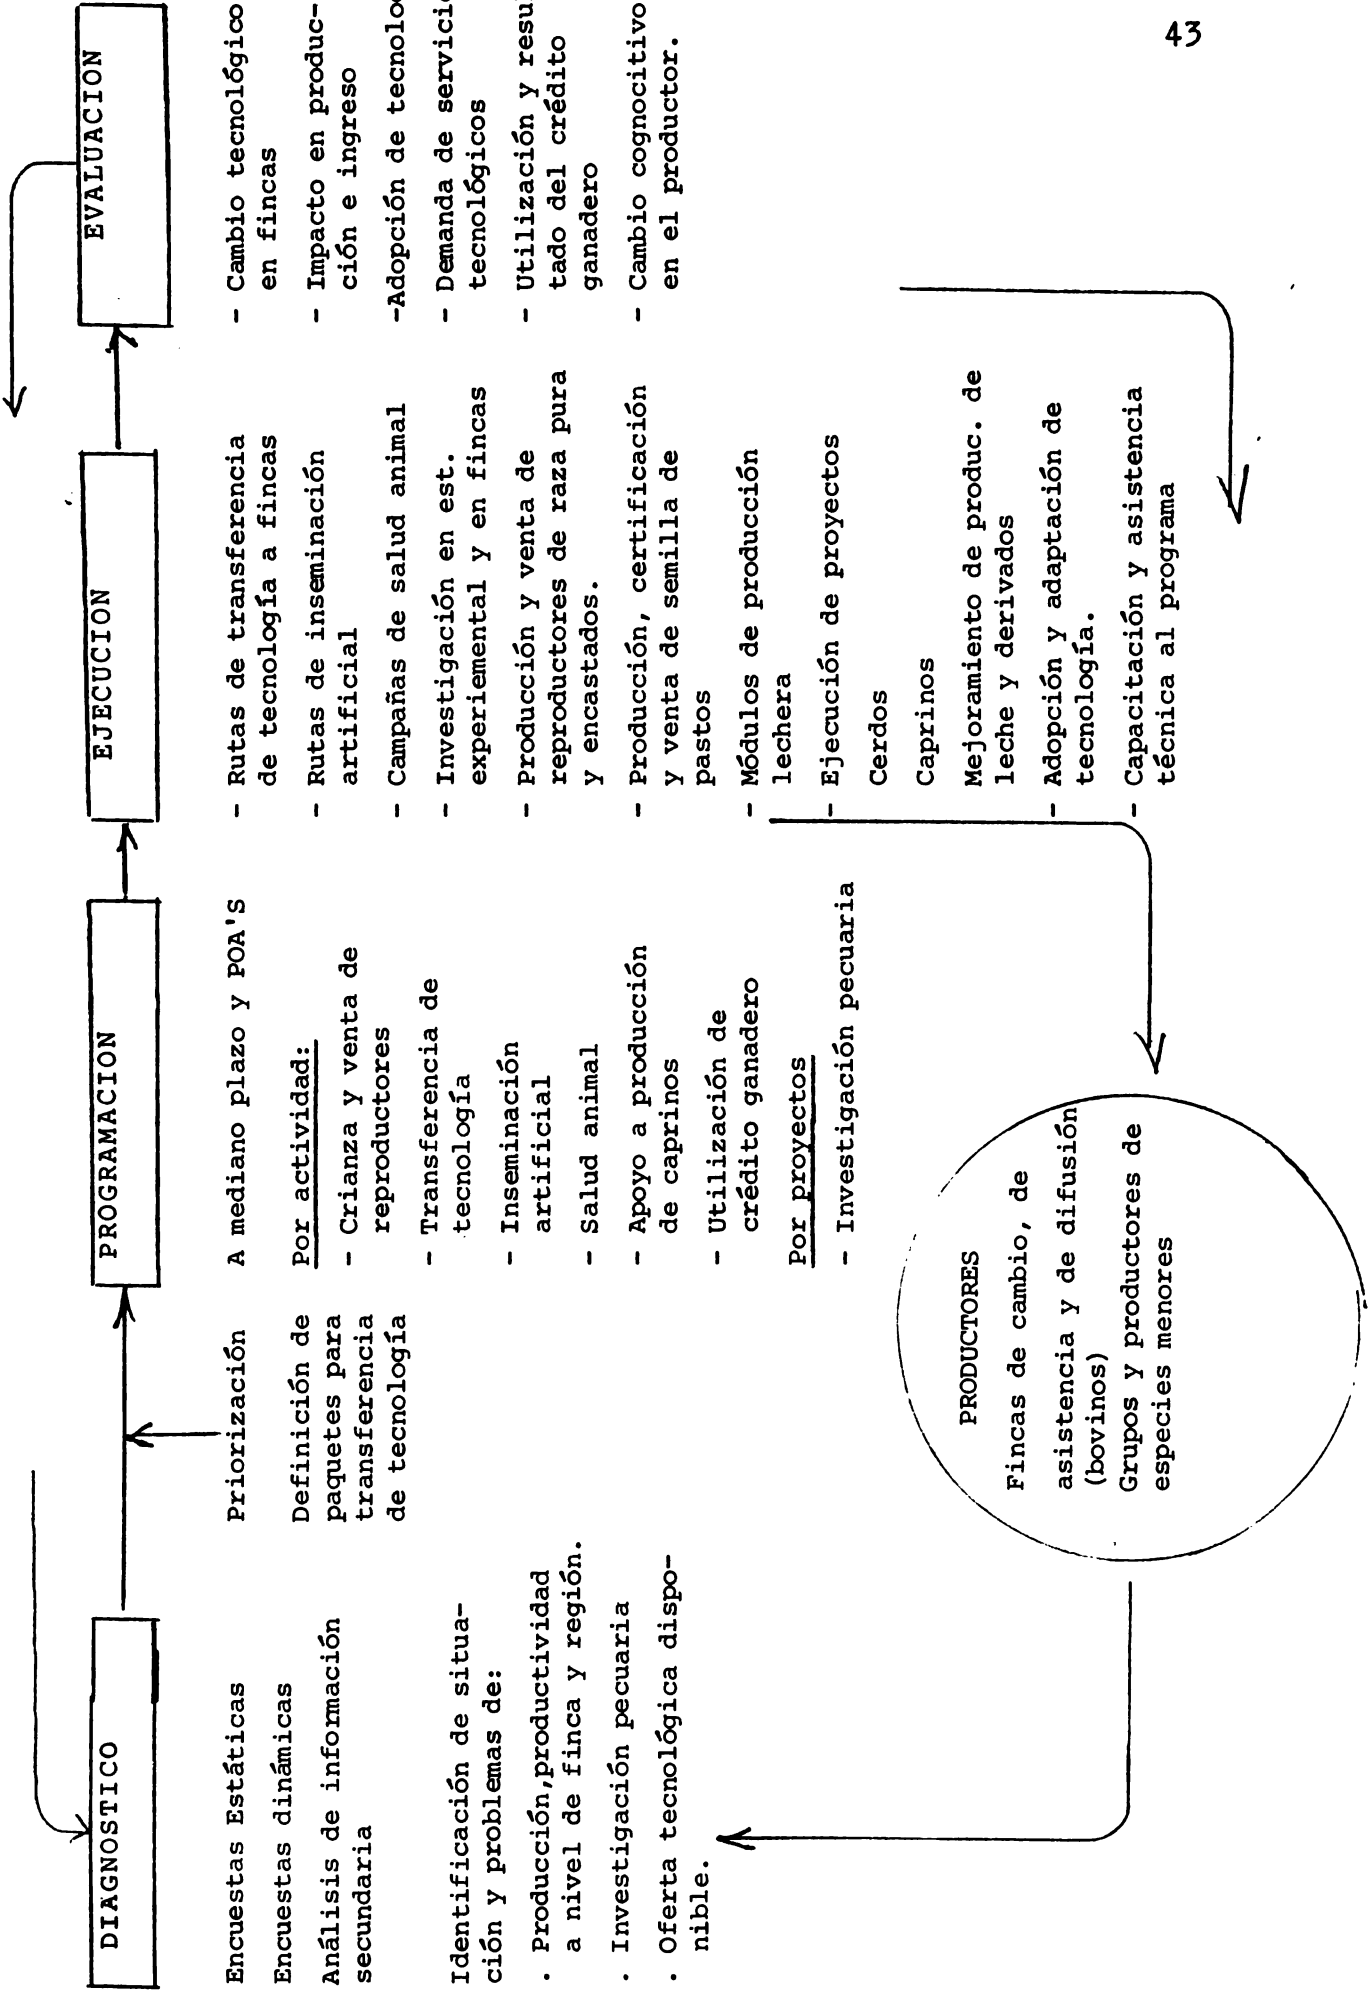 43
DIAGNOSTICO
Encuestas Estáticas
Encuestas dinámicas
Análisis de información
secundaria
Identificación de situa-
ción y problemas de:
. Producción,productividad
a nivel de finca y región.
. Investigación pecuaria
. Oferta tecnológica dispo-
nible.
Priorización
Definición de
paquetes para
transferencia
de tecnología
PROGRAMACION
A mediano plazo y POA'S
Por actividad:
- Crianza y venta de
reproductores
- Transferencia de
tecnología
- Inseminación
artificial
- Salud animal
- Apoyo a producción
de caprinos
- Utilización de
crédito ganadero
Por proyectos
- Investigación pecuaria
EJECUCION
- Rutas de transferencia
de tecnología a fincas
- Rutas de inseminación
artificial
- Campañas de salud animal
- Investigación en est.
experiemental y en fincas
- Producción y venta de
reproductores de raza pura
y encastados.
- Producción, certificación
y venta de semilla de
pastos
- Módulos de producción
lechera
- Ejecución de proyectos
Cerdos
Caprinos
Mejoramiento de produc. de
leche y derivados
- Adopción y adaptación de
tecnología.
- Capacitación y asistencia
técnica al programa
EVALUACION
- Cambio tecnológico
en fincas
- Impacto en produc-
ción e ingreso
-Adopción de
- Demanda de
tecnológicos
- Utilización y
tado del crédito
ganadero
- Cambio cognocitivo
en el productor.
PRODUCTORES
Fincas de cambio, de
asistencia y de difusión
(bovinos)
Grupos y productores de
especies menores